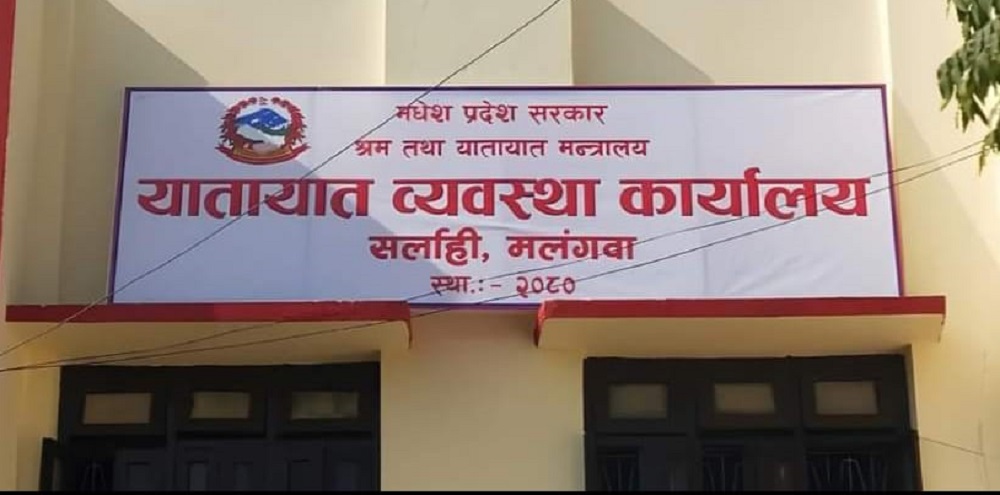 मधेश प्रदेश सरकार
श्रम तथा यातायात मन्त्रालय
यातायात व्यवस्था कार्यालय
सर्लाही, मलंगवा
स्था.:- २०८०